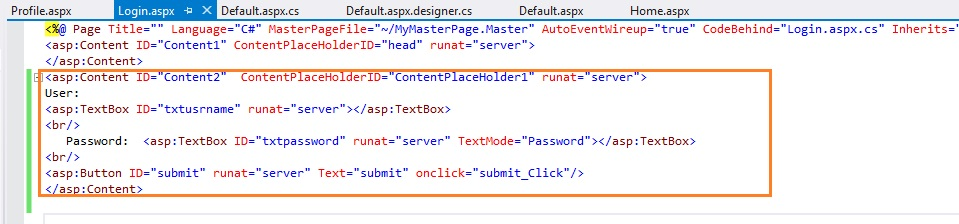 Profile.aspx Login.aspx Default.aspx.cs Default.aspx.designer.cs Default.aspx Home.aspx
<%@ Page Title="" Language="C#" MasterPageFile="~/MyMasterPage.Master" AutoEventWireup="true" CodeBehind="Login.aspx.cs" Inherits="
<asp:Content ID="Content1" ContentPlaceHolderID="head" runat="server">
</asp:Content>
<asp:Content ID="Content2"  ContentPlaceHolderID="ContentPlaceHolder1" runat="server">
User:
<asp:TextBox ID="txtusrname" runat="server"></asp:TextBox>
<br/>
Password:  <asp:TextBox ID="txtpassword" runat="server" TextMode="Password"></asp:TextBox>
<br/>
<asp:Button ID="submit" runat="server" Text="submit" onclick="submit_Click"/>
</asp:Content>